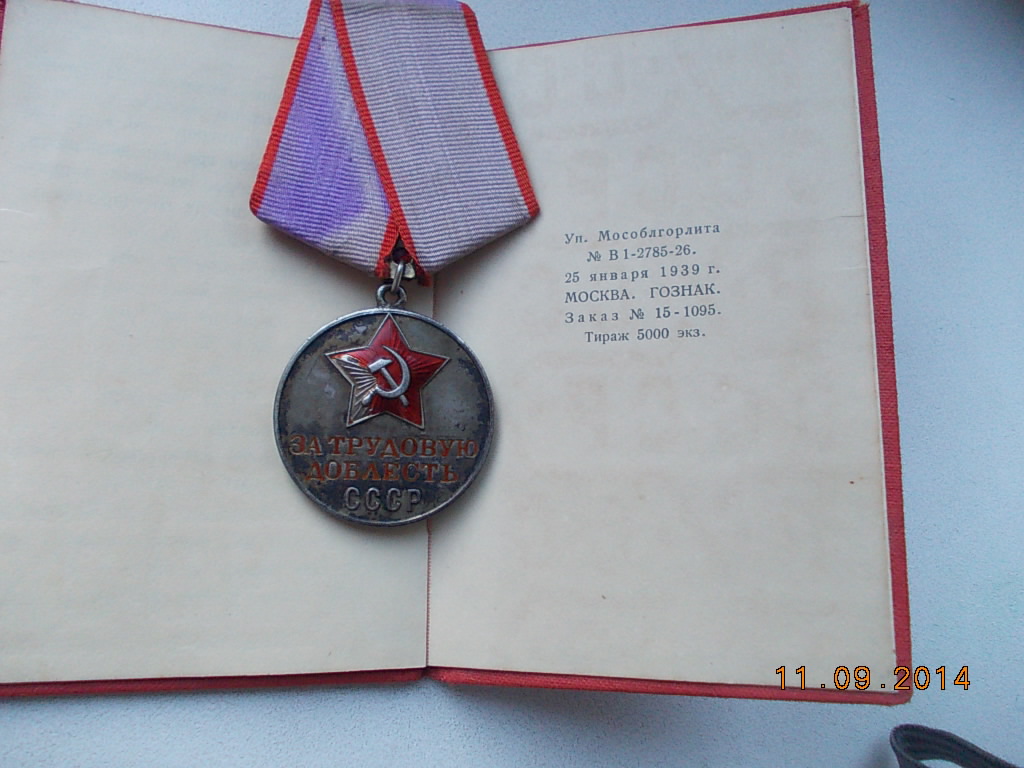 Уп. Мособлгорлита
№ В 1-2785-26.
25 января 1939 г.
МОСКВА. ГОЗНАК.
Заказ № 15-1095.
Тираж 5000 экз.
ЗА ТРУДОВУЮ
ДОБЛЕСТЬ
СССР
11.09.2014